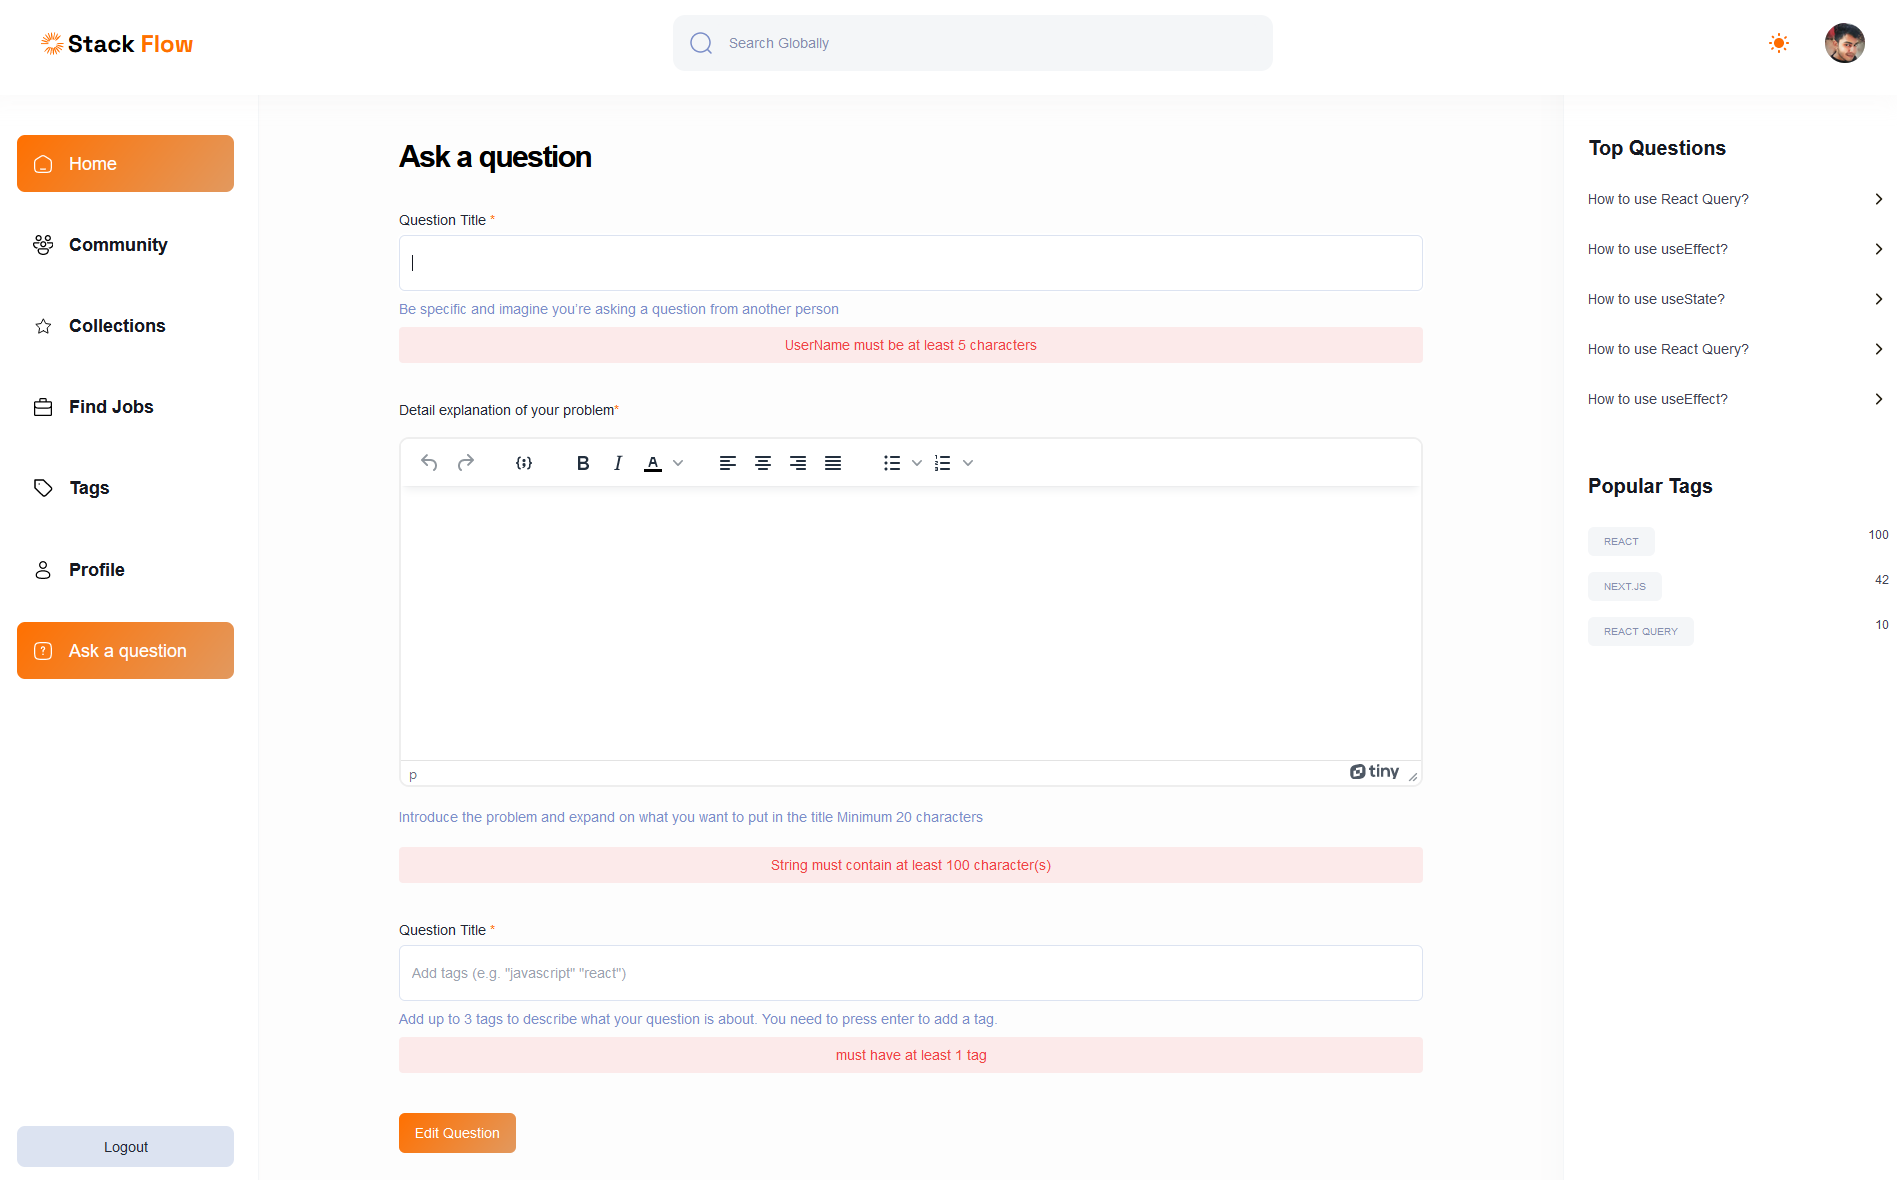 Stack Flow
Search Globally
Home
Community
Collections
Find Jobs
Tags
Profile
Ask a question
Logout
Ask a question
Question Title *
Be specific and imagine you're asking a question from another person
UserName must be at least 5 characters
Detail explanation of your problem*
B I A
p
tiny
Introduce the problem and expand on what you want to put in the title Minimum 20 characters
String must contain at least 100 character(s)
Question Title *
Add tags (e.g. "javascript" "react")
Add up to 3 tags to describe what your question is about. You need to press enter to add a tag.
must have at least 1 tag
Edit Question
Top Questions
How to use React Query?
How to use useEffect?
How to use useState?
How to use React Query?
How to use useEffect?
Popular Tags
REACT 100
NEXT.JS 42
REACT QUERY 10